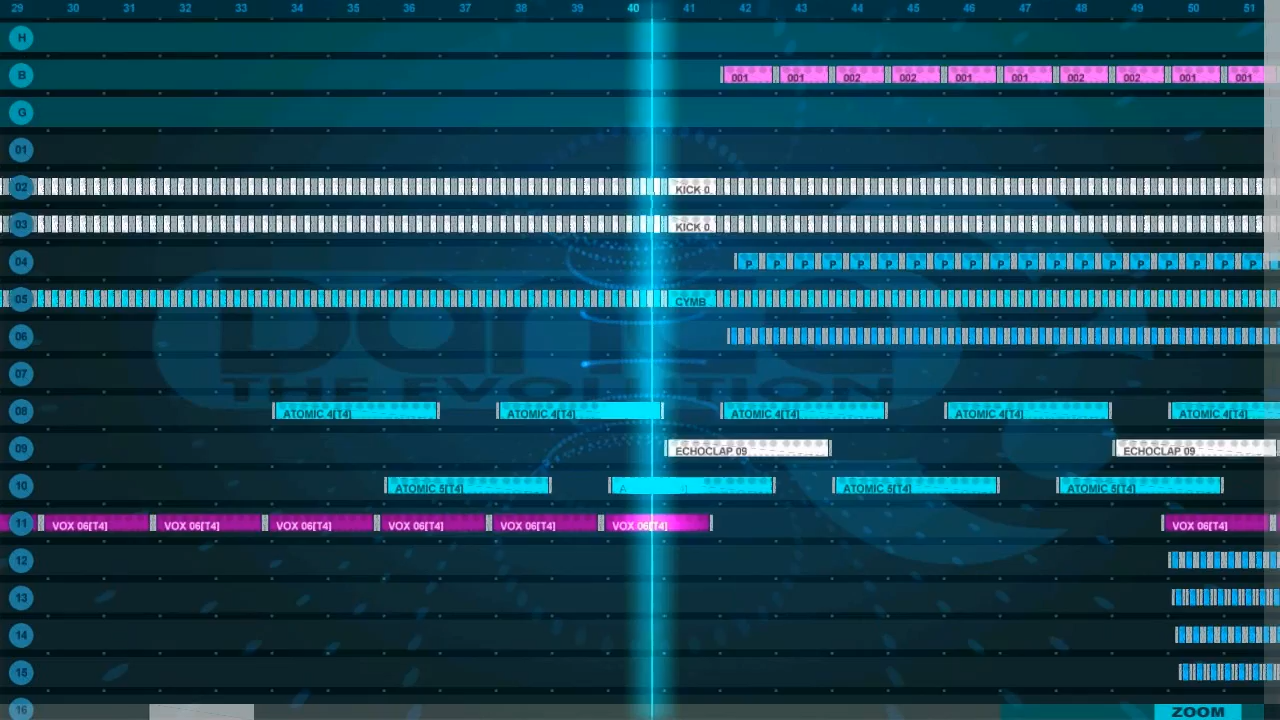 29 30 31 32 33 34 35 36 37 38 39 40 41 42 43 44 45 46 47 48 49 50 51
H
B 001 001 002 002 001 001 002 002 001 001
G
01
02 KICK 0
03 KICK 0
04 P P P P P P P P P P P P P P P P P P P
05 CYMB
06
07
08 ATOMIC 4[T4] ATOMIC 4[T4] ATOMIC 4[T4] ATOMIC 4[T4] ATOMIC 4[T4]
09 ECHOCLAP 09 ECHOCLAP 09
10 ATOMIC 5[T4] ATOMIC 5[T4] ATOMIC 5[T4]
11 VOX 06[T4] VOX 06[T4] VOX 06[T4] VOX 06[T4] VOX 06[T4] VOX 06[T4] VOX 06[T4]
12
13
14
15
16 ZOOM
THE EVOLUTION